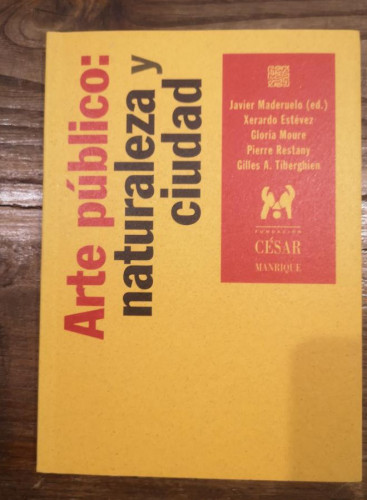 Arte público:
naturaleza y
ciudad
Javier Maderuelo (ed.)
Xerardo Estévez
Gloria Moure
Pierre Restany
Gilles A. Tiberghien
FUNDACIÓN
CÉSAR
MANRIQUE